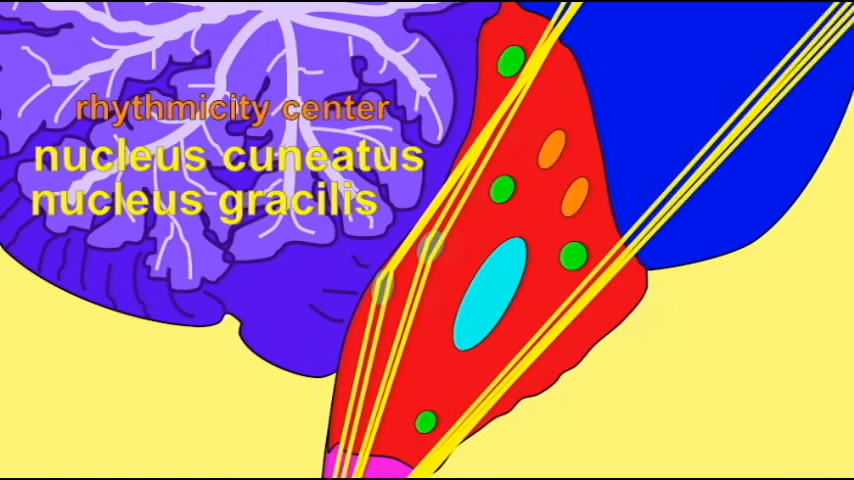 rhythmicity center
nucleus cuneatus
nucleus gracilis